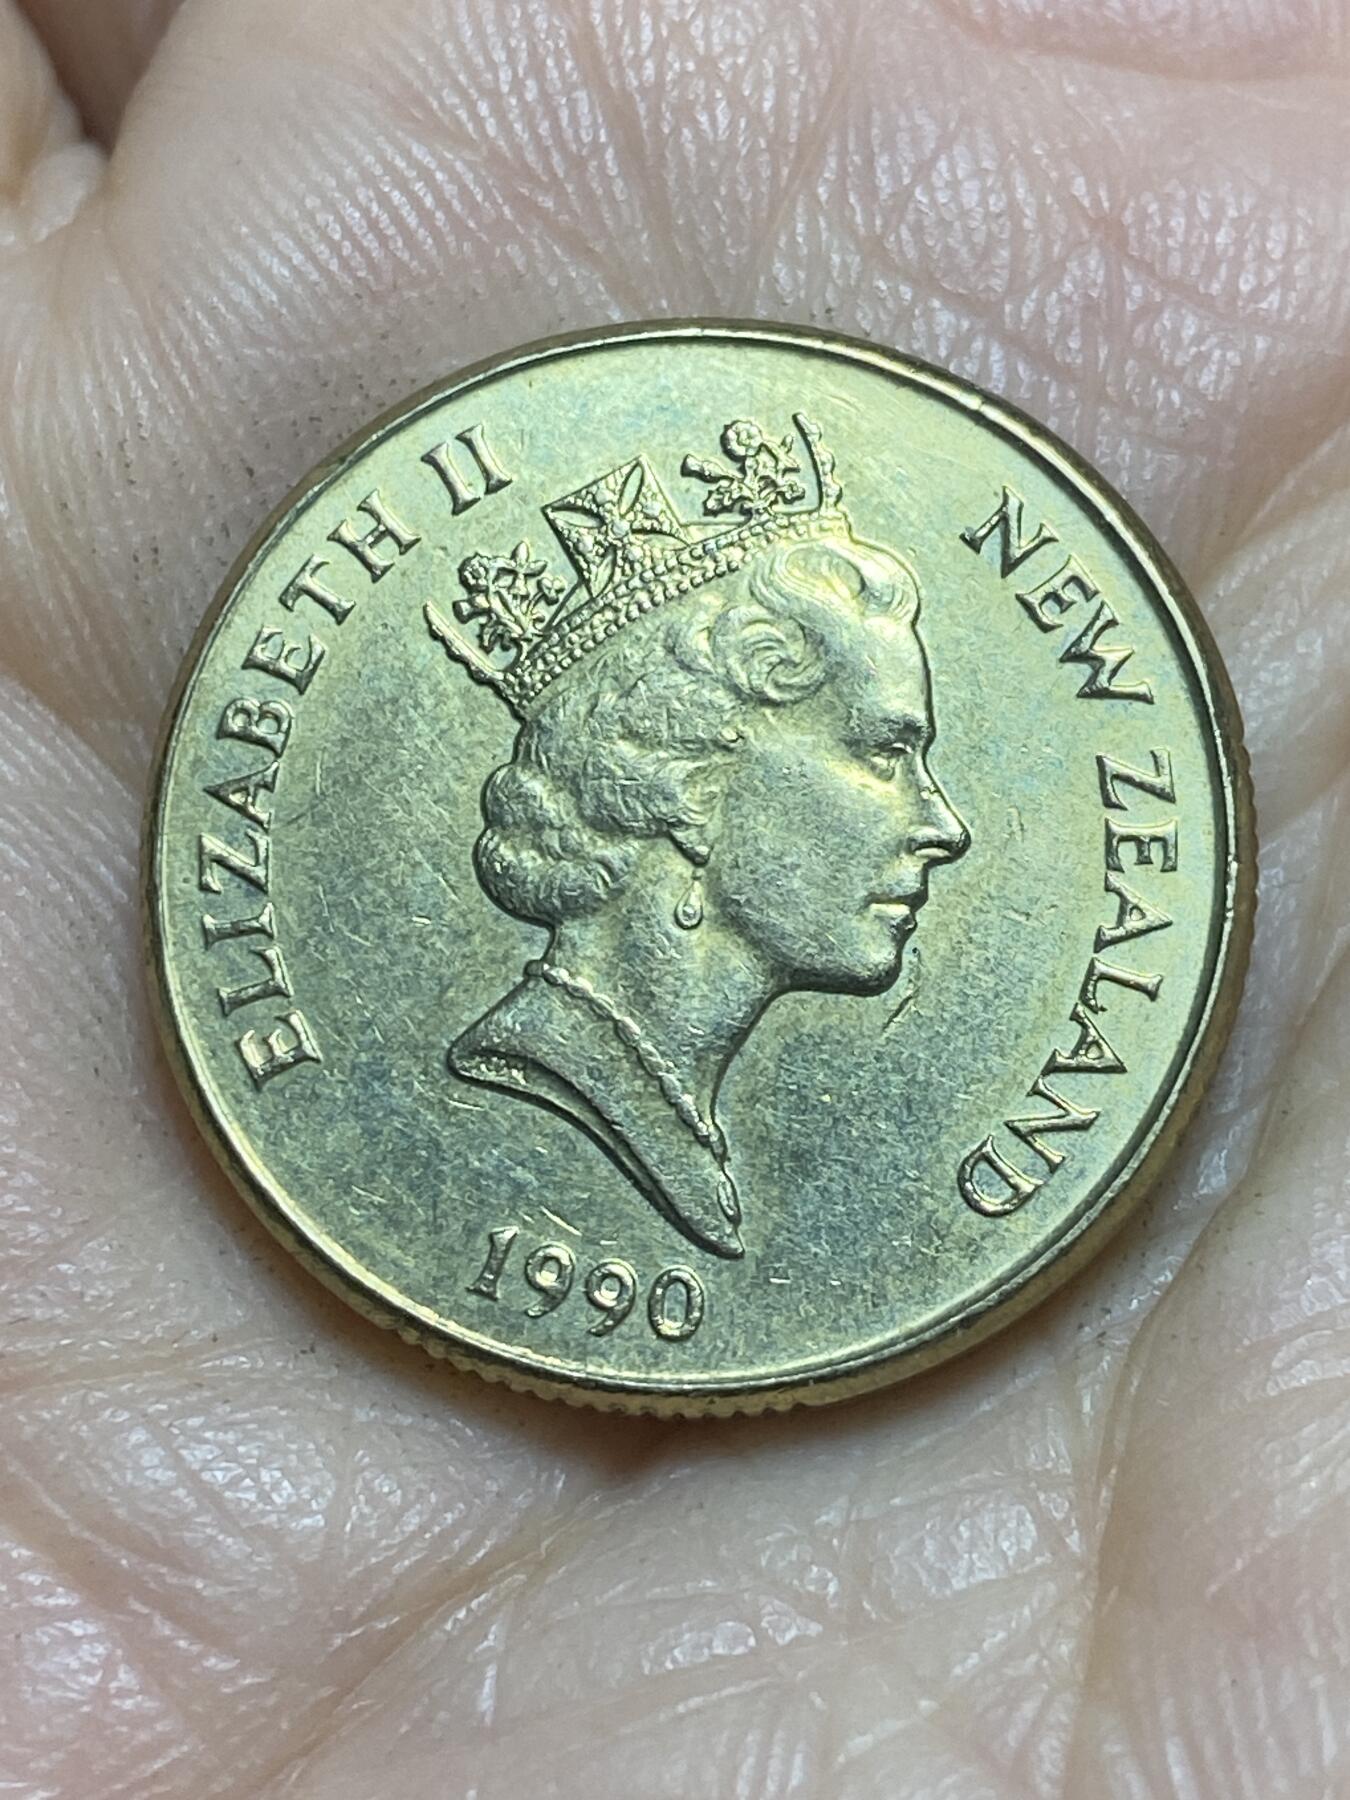 ELIZABETH II
NEW ZEALAND
1990